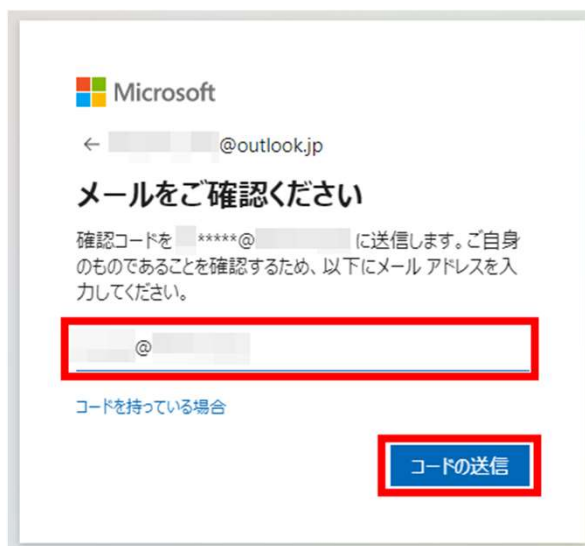 Microsoft
← @outlook.jp
メールをご確認ください
確認コードを *****@ に送信します。ご自身
のものであることを確認するため、以下にメール アドレスを入
力してください。
@
コードを持っている場合
コードの送信